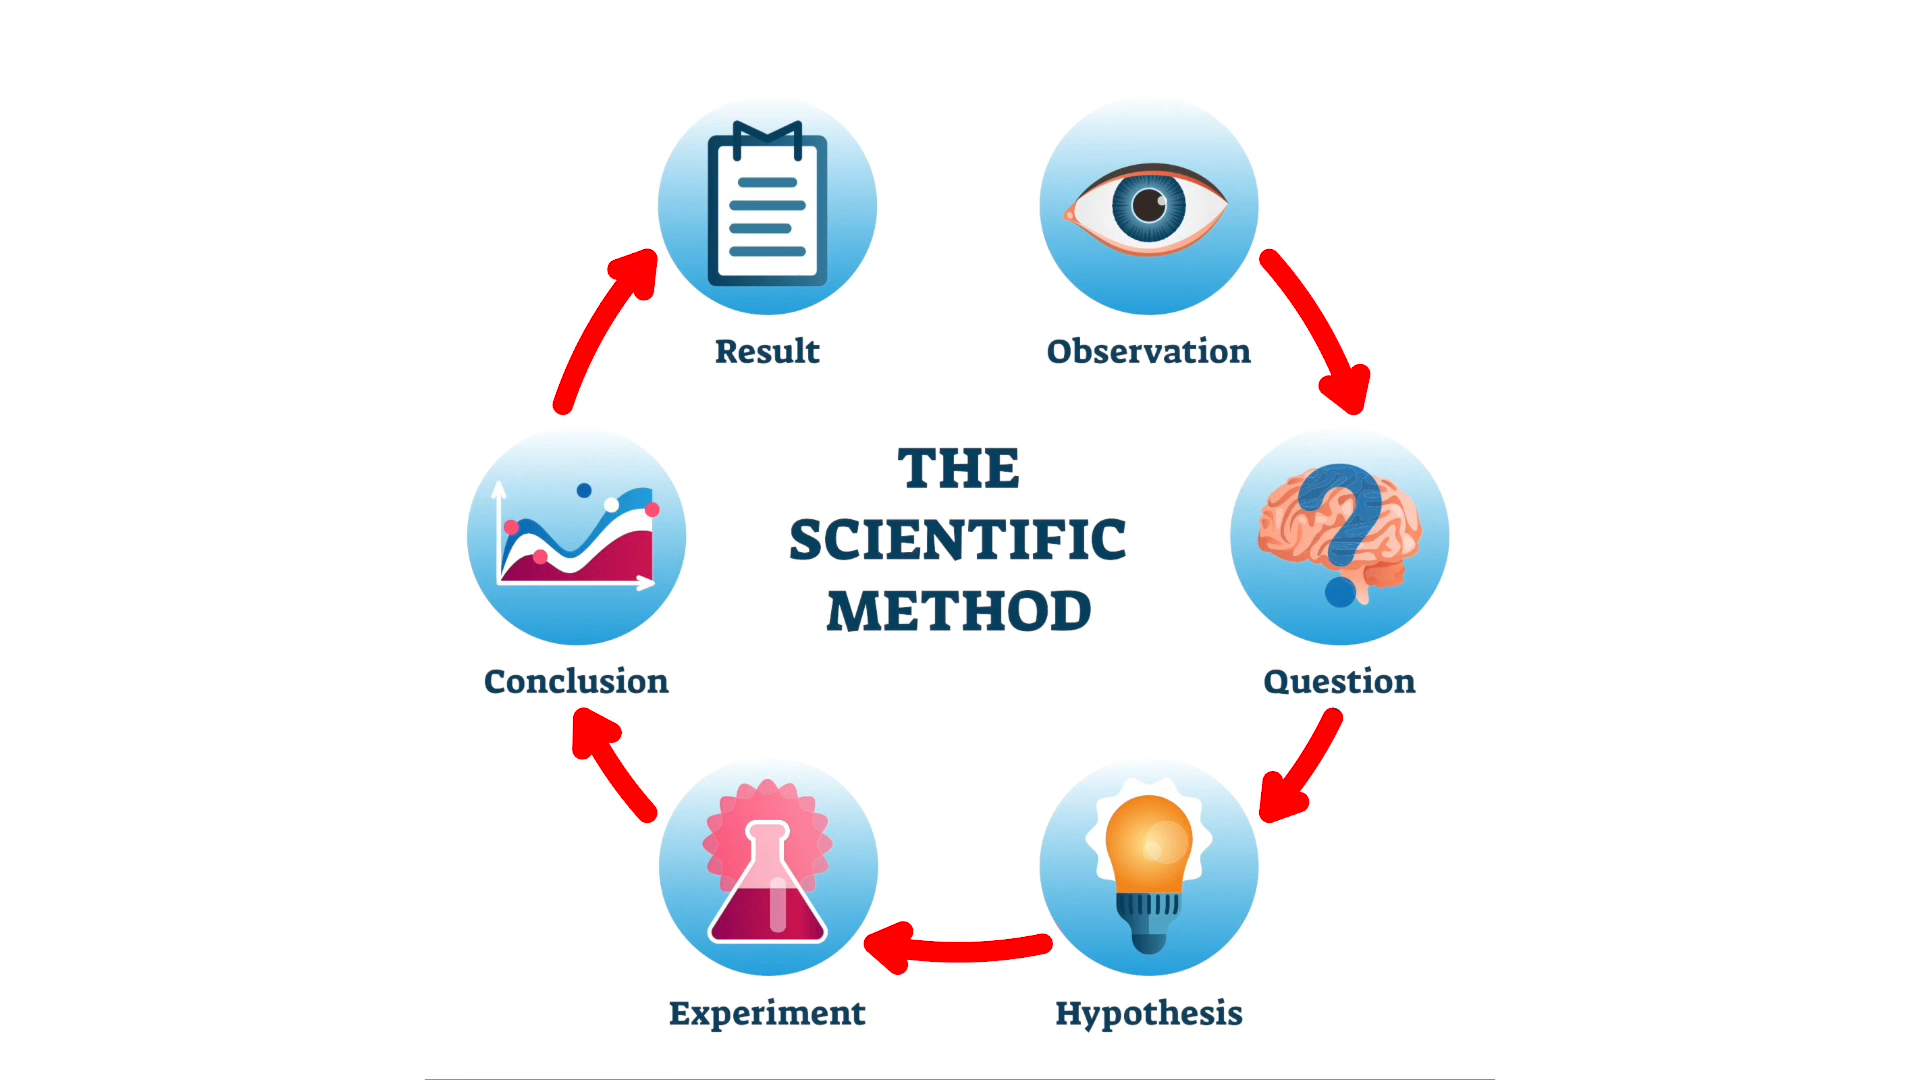 Result
Observation
THE
SCIENTIFIC
METHOD
Conclusion
Question
Experiment
Hypothesis